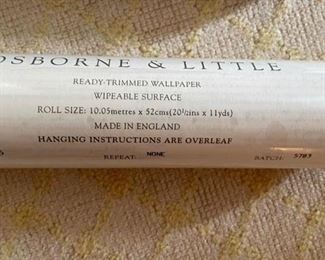 OSBORNE & LITTLE
READY-TRIMMED WALLPAPER
WIPEABLE SURFACE
ROLL SIZE: 10.05metres x 52cms(20½ins x 11yds)
MADE IN ENGLAND
HANGING INSTRUCTIONS ARE OVERLEAF
REPEAT: NONE BATCH: 5783